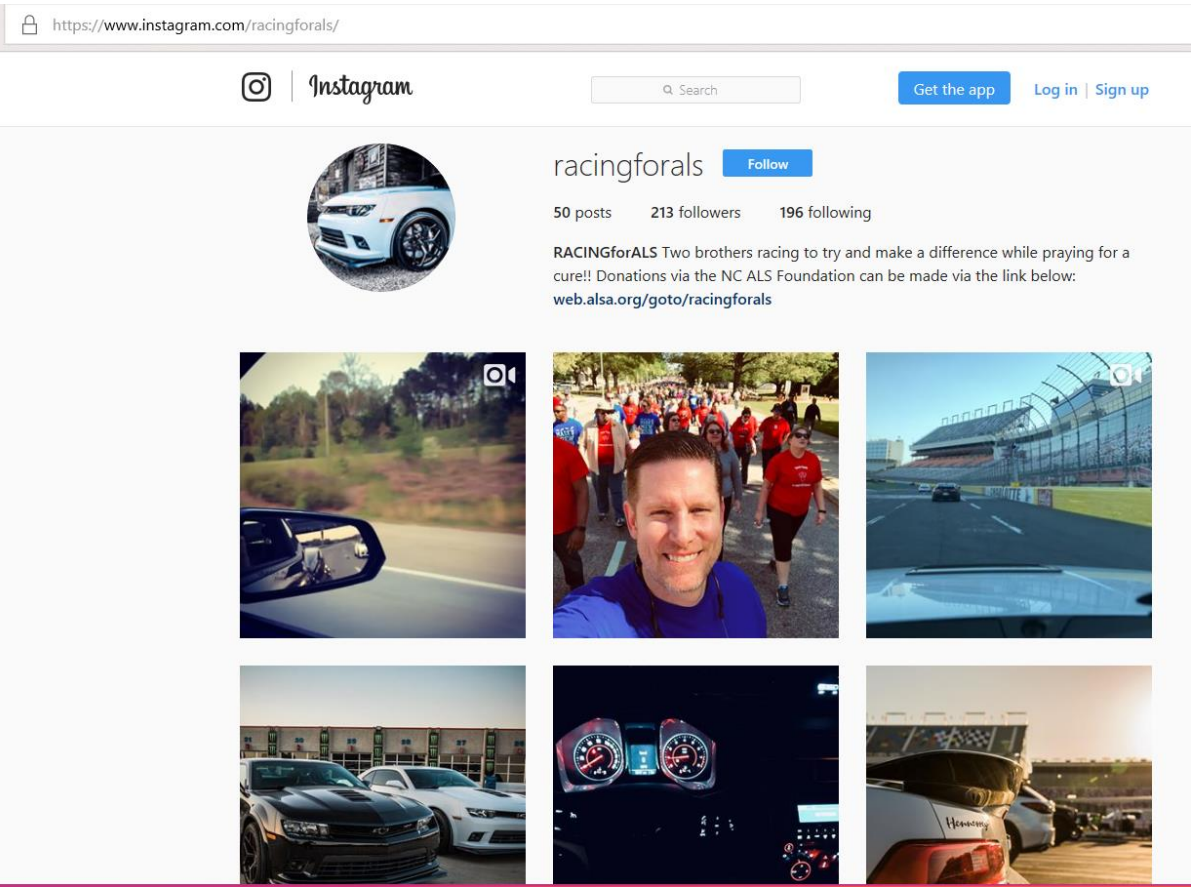 https://www.instagram.com/racingforals/
Instagram
Search
Get the app
Log in | Sign up
racingforals
Follow
50 posts 213 followers 196 following
RACINGforALS Two brothers racing to try and make a difference while praying for a
cure!! Donations via the NC ALS Foundation can be made via the link below:
web.alsa.org/goto/racingforals
CHARLOTTE
Hennessey